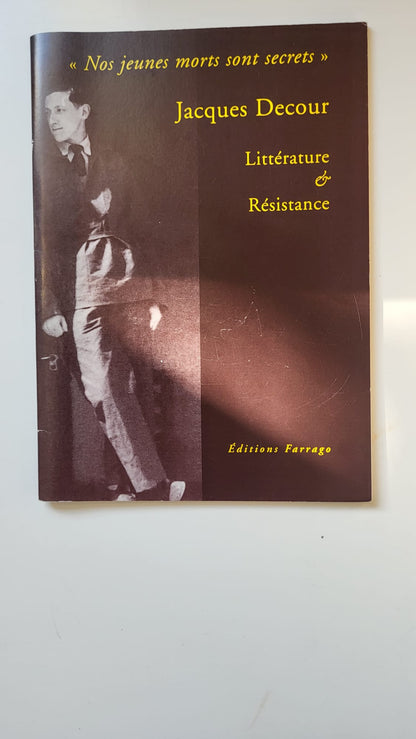 « Nos jeunes morts sont secrets »
Jacques Decour
Littérature
&
Résistance
Éditions Farrago